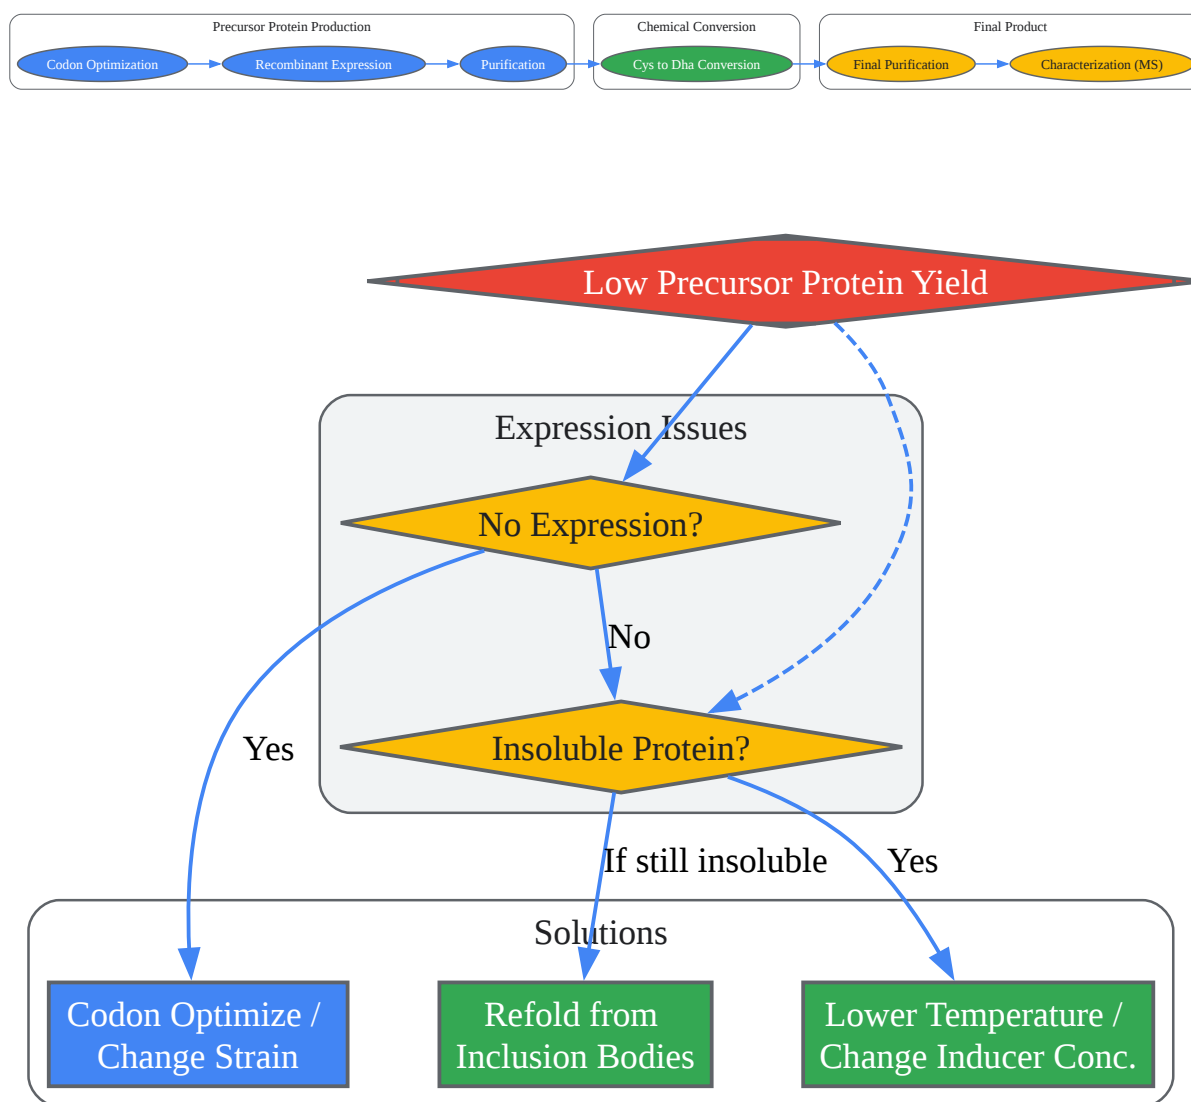 Precursor Protein Production
Chemical Conversion
Final Product
Codon Optimization
Recombinant Expression
Purification
Cys to Dha Conversion
Final Purification
Characterization (MS)
Low Precursor Protein Yield
Expression Issues
No Expression?
No
Yes
Insoluble Protein?
If still insoluble
Yes
Solutions
Codon Optimize /
Change Strain
Refold from
Inclusion Bodies
Lower Temperature /
Change Inducer Conc.